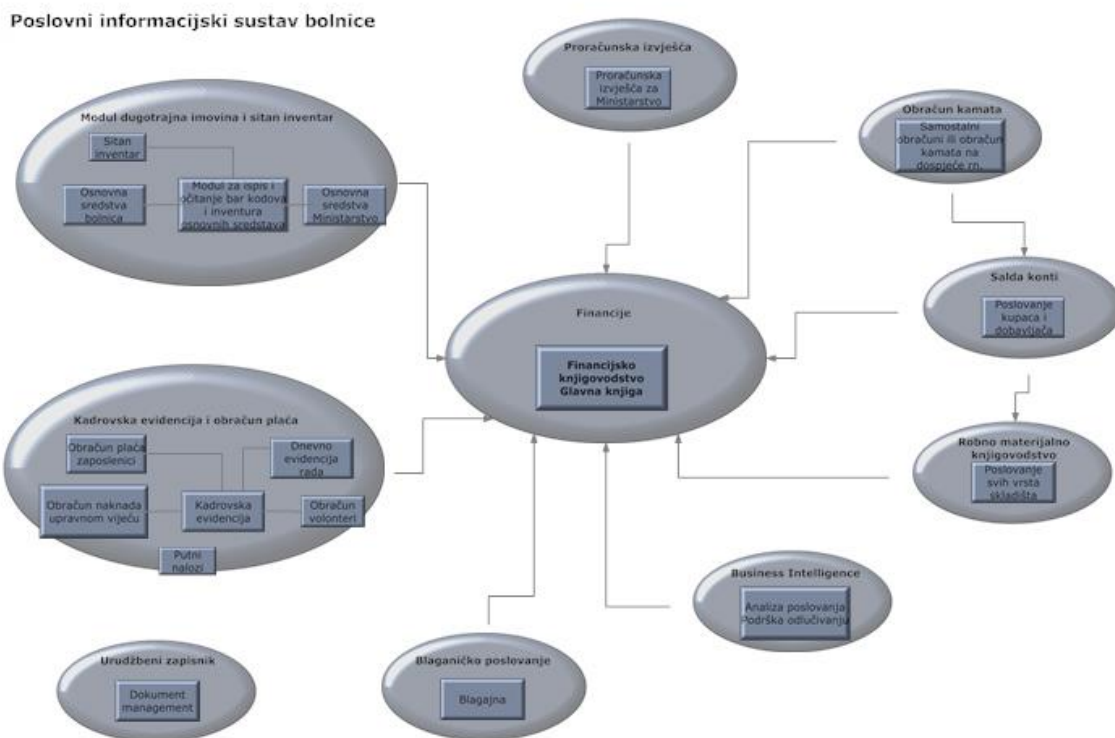 Poslovni informacijski sustav bolnice
Proračunska izvješća
Proračunska
izvješća za
Ministarstvo
Modul dugotrajna imovina i sitan inventar
Sitan
inventar
Osnovna
sredstva
bolnica
Modul za ispis i
očitanje bar kodova
i inventura
osnovnih sredstava
Osnovna
sredstva
Ministarstvo
Obračun kamata
Samostalni
obračuni ili obračun
kamata na
dospjeće rn.
Salda konti
Poslovanje
kupaca i
dobavljača
Financije
Financijsko
knjigovodstvo
Glavna knjiga
Kadrovska evidencija i obračun plaća
Obračun plaća
zaposlenici
Dnevno
evidencija
rada
Obračun naknada
upravnom vijeću
Kadrovska
evidencija
Obračun
volonteri
Putni
nalozi
Robno materijalno
knjigovodstvo
Poslovanje
svih vrsta
skladišta
Business Intelligence
Analiza poslovanja
Podrška odlučivanju
Urudžbeni zapisnik
Dokument
management
Blaganičko poslovanje
Blagajna